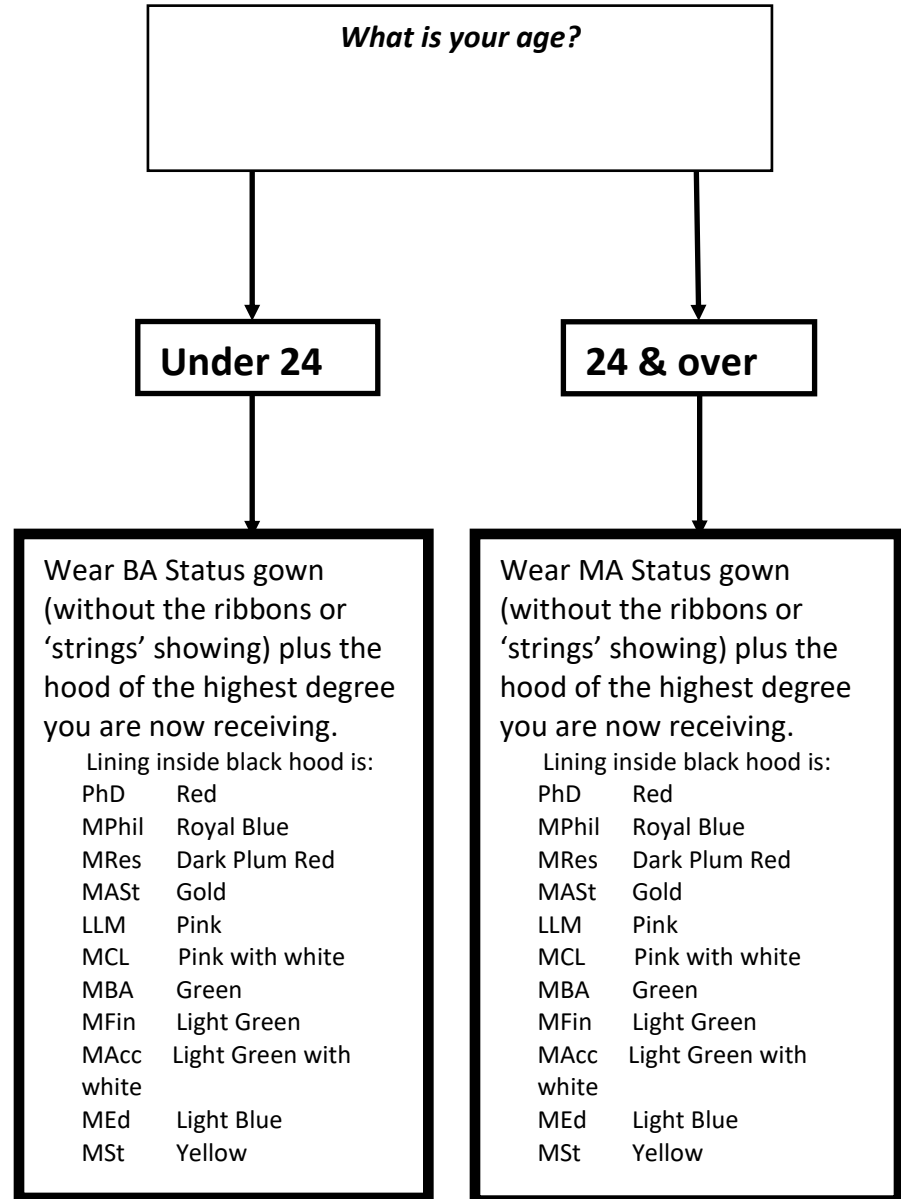 What is your age?
Under 24
24 & over
Wear BA Status gown
(without the ribbons or
‘strings’ showing) plus the
hood of the highest degree
you are now receiving.
Lining inside black hood is:
PhD Red
MPhil Royal Blue
MRes Dark Plum Red
MASt Gold
LLM Pink
MCL Pink with white
MBA Green
MFin Light Green
MAcc Light Green with
white
MEd Light Blue
MSt Yellow
Wear MA Status gown
(without the ribbons or
‘strings’ showing) plus the
hood of the highest degree
you are now receiving.
Lining inside black hood is:
PhD Red
MPhil Royal Blue
MRes Dark Plum Red
MASt Gold
LLM Pink
MCL Pink with white
MBA Green
MFin Light Green
MAcc Light Green with
white
MEd Light Blue
MSt Yellow